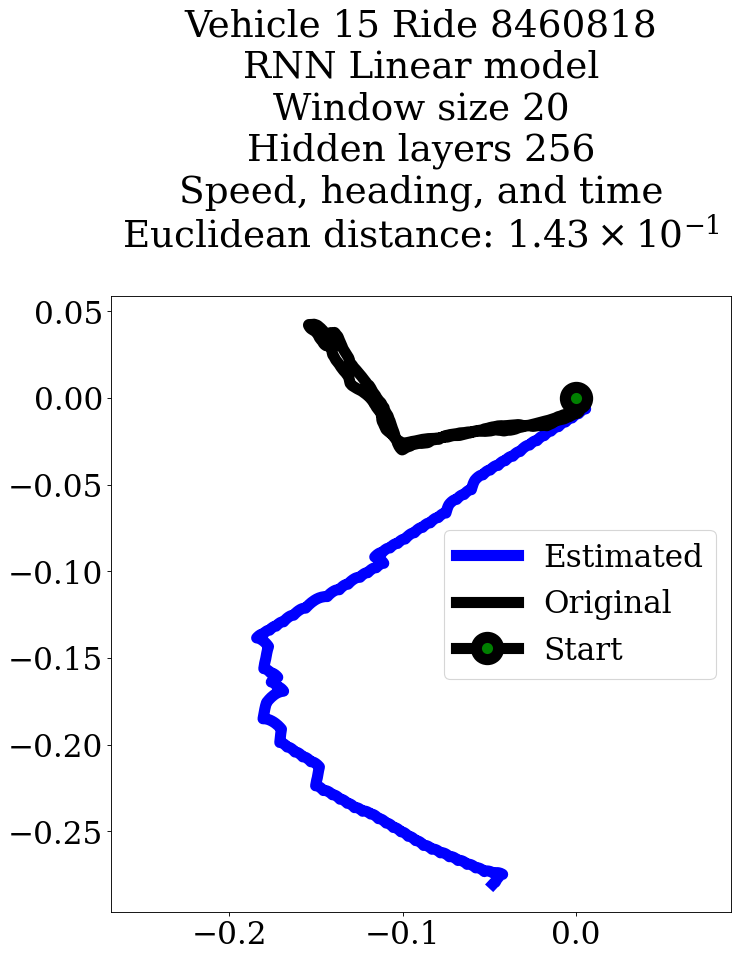 Vehicle 15 Ride 8460818
RNN Linear model
Window size 20
Hidden layers 256
Speed, heading, and time
Euclidean distance: 1.43 × 10⁻¹
0.05
0.00
−0.05
−0.10
−0.15
−0.20
−0.25
Estimated
Original
Start
−0.2
−0.1
0.0